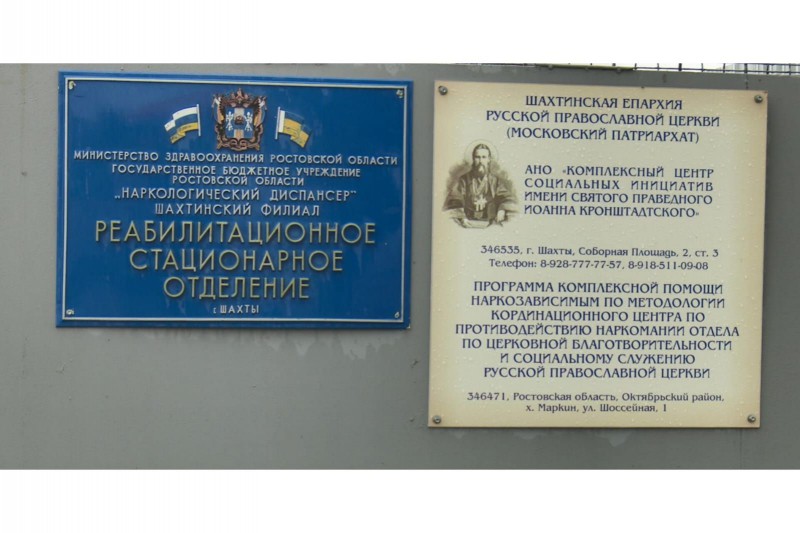 МИНИСТЕРСТВО ЗДРАВООХРАНЕНИЯ РОСТОВСКОЙ ОБЛАСТИ
ГОСУДАРСТВЕННОЕ БЮДЖЕТНОЕ УЧРЕЖДЕНИЕ
РОСТОВСКОЙ ОБЛАСТИ
„НАРКОЛОГИЧЕСКИЙ ДИСПАНСЕР"
ШАХТИНСКИЙ ФИЛИАЛ
РЕАБИЛИТАЦИОННОЕ
СТАЦИОНАРНОЕ
ОТДЕЛЕНИЕ
г. ШАХТЫ
ШАХТИНСКАЯ ЕПАРХИЯ
РУССКОЙ ПРАВОСЛАВНОЙ ЦЕРКВИ
(МОСКОВСКИЙ ПАТРИАРХАТ)
АНО «КОМПЛЕКСНЫЙ ЦЕНТР
СОЦИАЛЬНЫХ ИНИЦИАТИВ
ИМЕНИ СВЯТОГО ПРАВЕДНОГО
ИОАННА КРОНШТАДТСКОГО»
346535, г. Шахты, Соборная Площадь, 2, ст. 3
Телефон: 8-928-777-77-57, 8-918-511-09-08
ПРОГРАММА КОМПЛЕКСНОЙ ПОМОЩИ
НАРКОЗАВИСИМЫМ ПО МЕТОДОЛОГИИ
КОРДИНАЦИОННОГО ЦЕНТРА ПО
ПРОТИВОДЕЙСТВИЮ НАРКОМАНИИ ОТДЕЛА
ПО ЦЕРКОВНОЙ БЛАГОТВОРИТЕЛЬНОСТИ
И СОЦИАЛЬНОМУ СЛУЖЕНИЮ
РУССКОЙ ПРАВОСЛАВНОЙ ЦЕРКВИ
346471, Ростовская область, Октябрьский район,
х. Маркин, ул. Шоссейная, 1